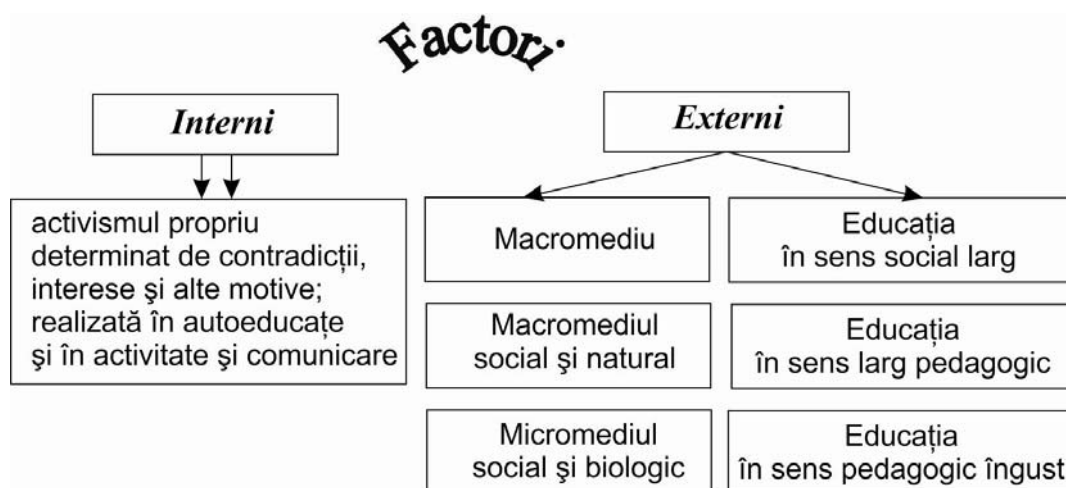 Factori
Interni
Externi
activismul propriu
determinat de contradicții,
interese şi alte motive;
realizată în autoeducațe
şi în activitate şi comunicare
Macromediu
Educația
în sens social larg
Macromediul
social şi natural
Educația
în sens larg pedagogic
Micromediul
social şi biologic
Educația
în sens pedagogic îngust